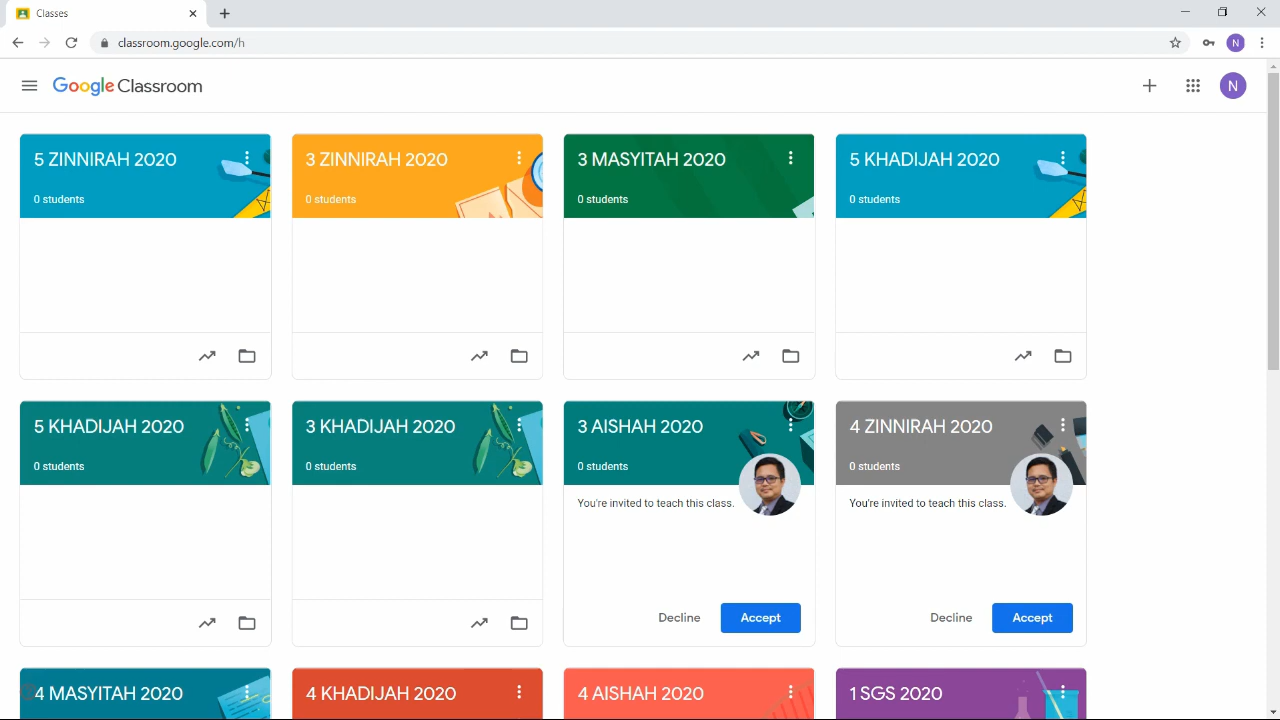 Classes
classroom.google.com/h
N
Google Classroom
N
5 ZINNIRAH 2020
0 students
3 ZINNIRAH 2020
0 students
3 MASYITAH 2020
0 students
5 KHADIJAH 2020
0 students
5 KHADIJAH 2020
0 students
3 KHADIJAH 2020
0 students
3 AISHAH 2020
0 students
You're invited to teach this class.
Decline
Accept
4 ZINNIRAH 2020
0 students
You're invited to teach this class.
Decline
Accept
4 MASYITAH 2020
4 KHADIJAH 2020
4 AISHAH 2020
1 SGS 2020